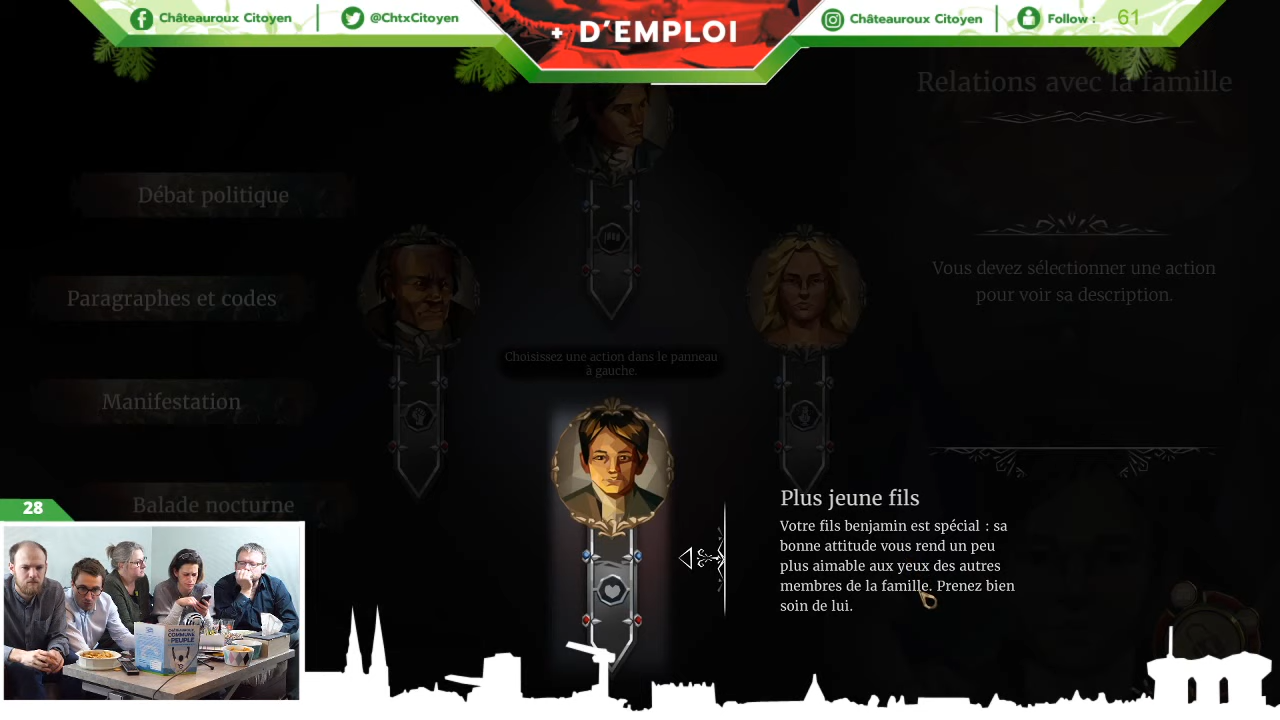 Châteauroux Citoyen
@ChtxCitoyen
+ D'EMPLOI
Châteauroux Citoyen
Follow :
61
Relations avec la famille
Débat politique
Paragraphes et codes
Manifestation
Balade nocturne
Vous devez sélectionner une action
pour voir sa description.
Choisissez une action dans le panneau
à gauche.
Plus jeune fils
Votre fils benjamin est spécial : sa
bonne attitude vous rend un peu
plus aimable aux yeux des autres
membres de la famille. Prenez bien
soin de lui.
28
CHÂTEAUROUX
COMMUNE
PEUPLE